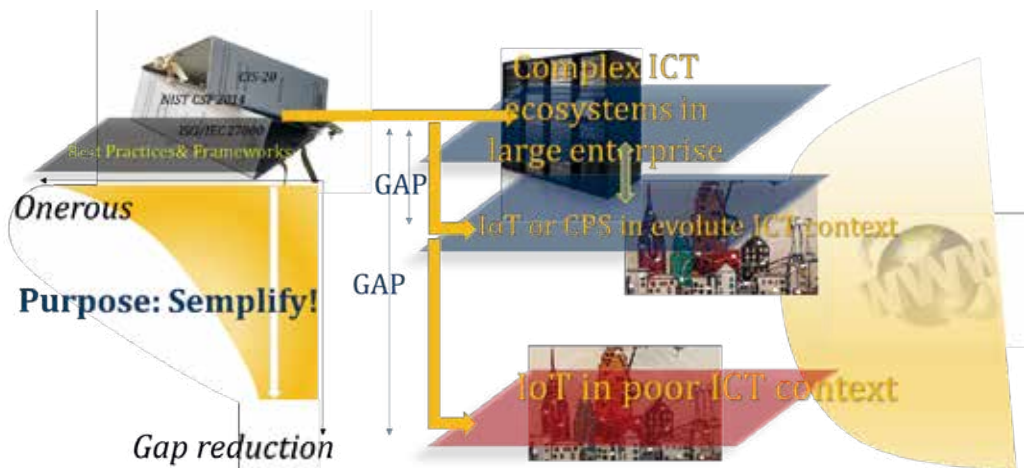 CIS-20
NIST CSF 2014
ISO/IEC 27000
Best Practices& Frameworks
Onerous
Purpose: Semplify!
Gap reduction
GAP
GAP
Complex ICT
ecosystems in
large enterprise
IoT or CPS in evolute ICT context
IoT in poor ICT context
WWW